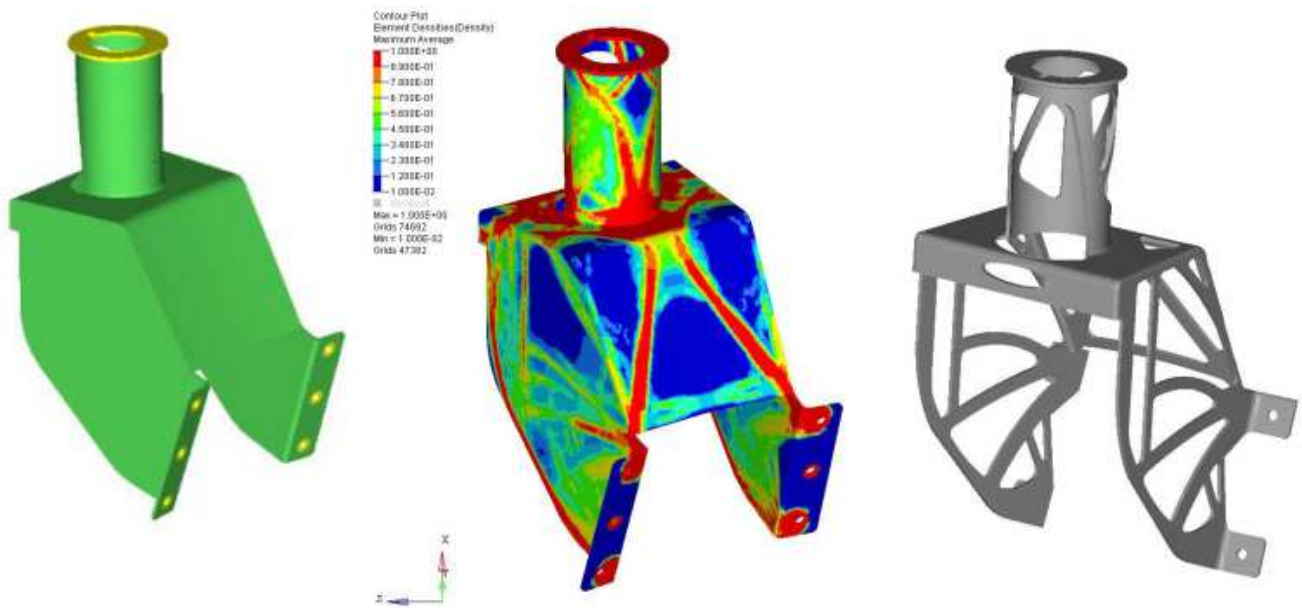 Contour Plot
Element Densities(Density)
Maximum Average
1.000E+00
8.900E-01
7.800E-01
6.700E-01
5.600E-01
4.500E-01
3.400E-01
2.300E-01
1.200E-01
1.000E-02
Max = 1.000E+00
Grids 74692
Min = 1.000E-02
Grids 47302
X